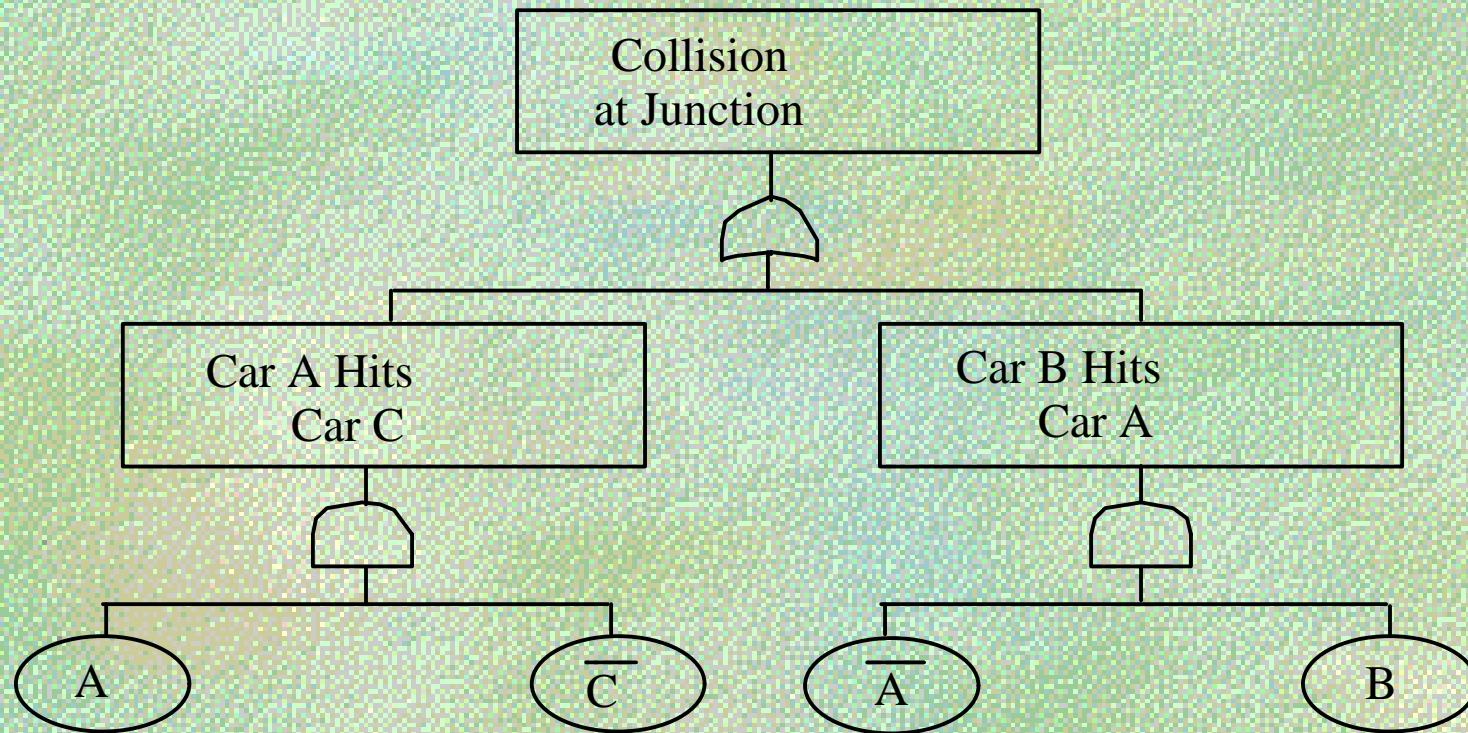 Collision
at Junction
Car A Hits
Car C
Car B Hits
Car A
A
C̅
A̅
B